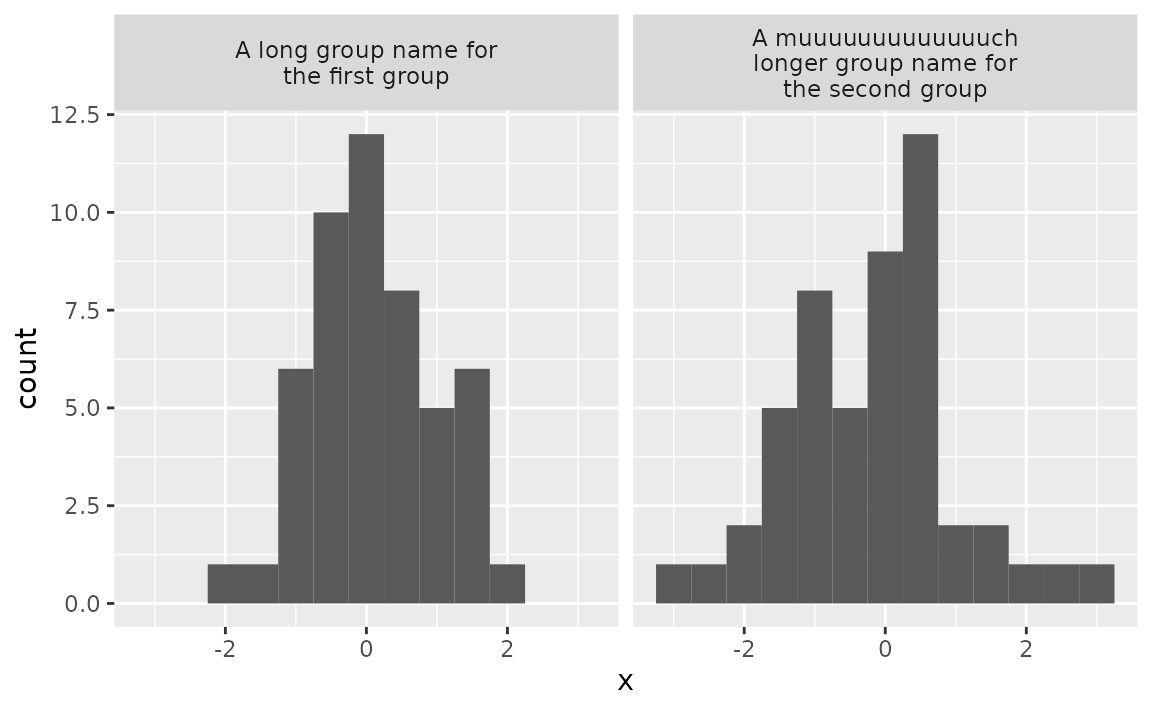 A long group name for
the first group
A muuuuuuuuuuuuuch
longer group name for
the second group
12.5
10.0
7.5
5.0
2.5
0.0
count
-2
0
2
-2
0
2
x